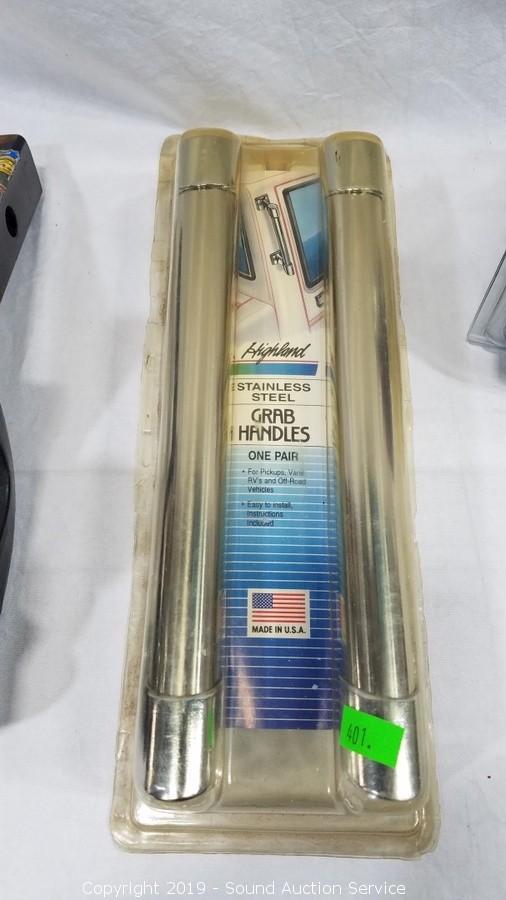 Highland
STAINLESS
STEEL
GRAB
HANDLES
ONE PAIR
• For Pickups, Vans
RV's and Off-Road
Vehicles
• Easy to install,
Instructions
Included
MADE IN U.S.A.
401.
Copyright 2019 - Sound Auction Service